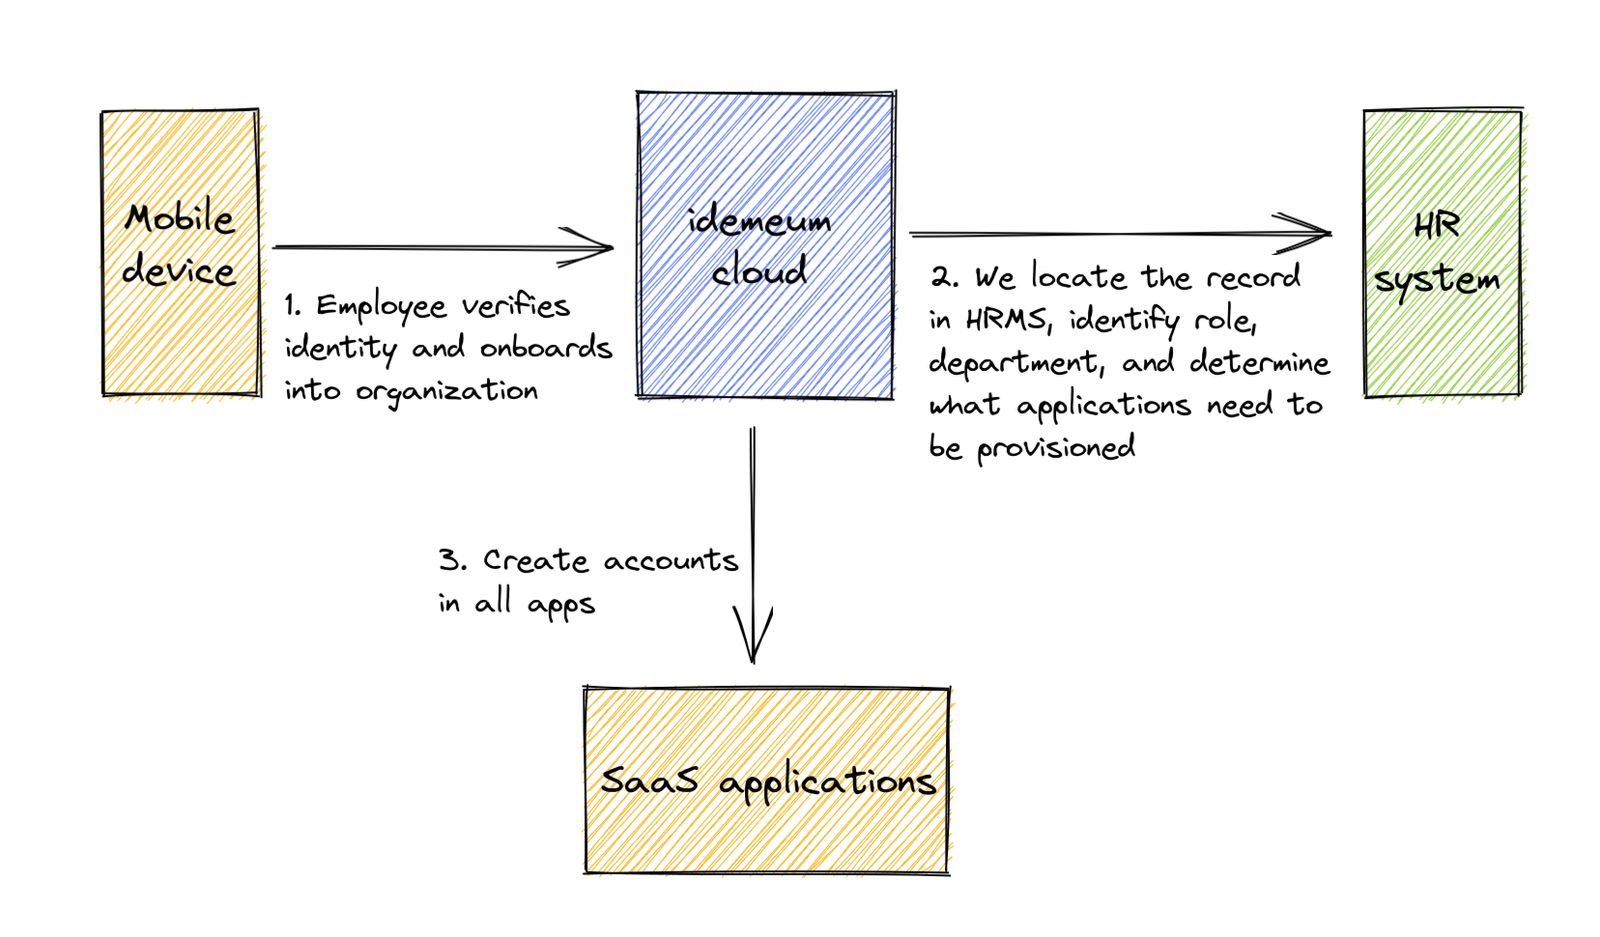 Mobile
device
1. Employee verifies
identity and onboards
into organization
idemeum
cloud
2. We locate the record
in HRMS, identify role,
department, and determine
what applications need to
be provisioned
HR
system
3. Create accounts
in all apps
SaaS applications